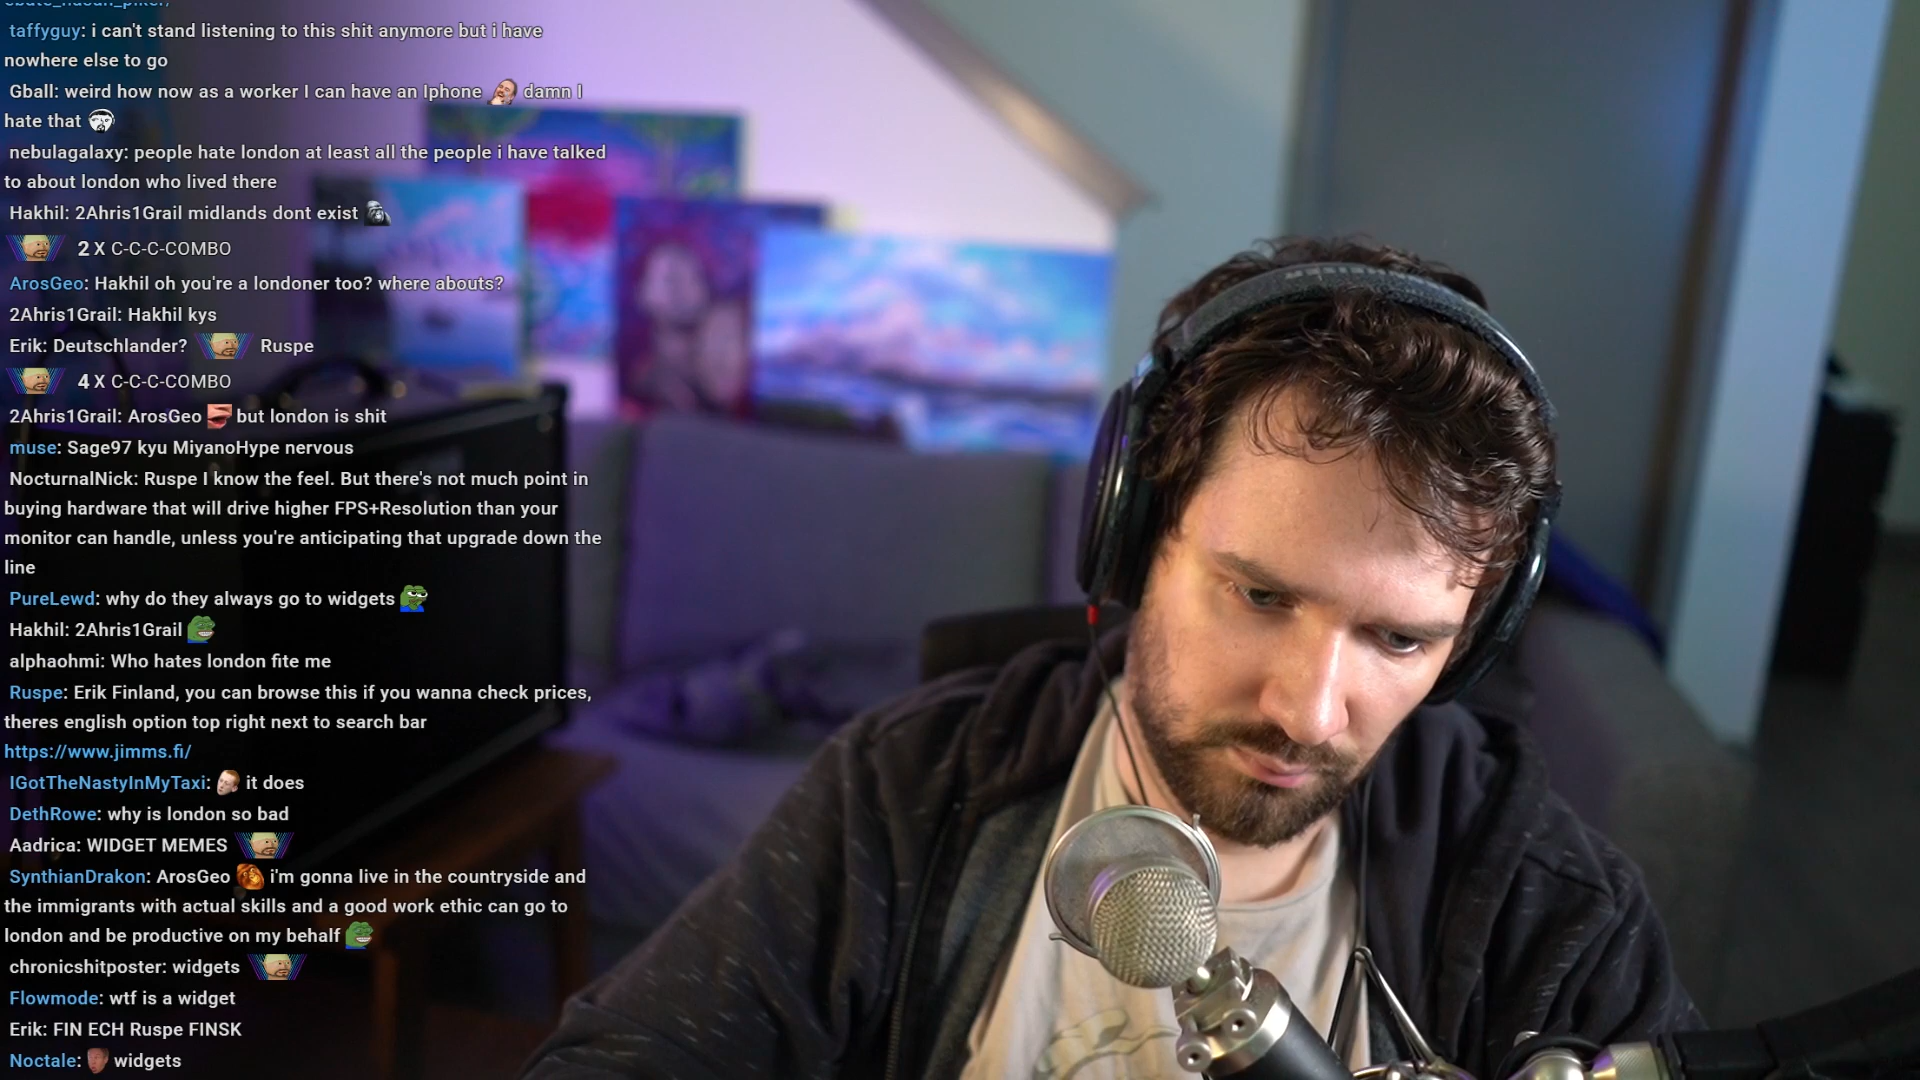 taffyguy: i can't stand listening to this shit anymore but i have
nowhere else to go
Gball: weird how now as a worker I can have an Iphone damn I
hate that
nebulagalaxy: people hate london at least all the people i have talked
to about london who lived there
Hakhil: 2Ahris1Grail midlands dont exist
2 X C-C-C-COMBO
ArosGeo: Hakhil oh you're a londoner too? where abouts?
2Ahris1Grail: Hakhil kys
Erik: Deutschlander? Ruspe
4 X C-C-C-COMBO
2Ahris1Grail: ArosGeo but london is shit
muse: Sage97 kyu MiyanoHype nervous
NocturnalNick: Ruspe I know the feel. But there's not much point in
buying hardware that will drive higher FPS+Resolution than your
monitor can handle, unless you're anticipating that upgrade down the
line
PureLewd: why do they always go to widgets
Hakhil: 2Ahris1Grail
alphaohmi: Who hates london fite me
Ruspe: Erik Finland, you can browse this if you wanna check prices,
theres english option top right next to search bar
https://www.jimms.fi/
IGotTheNastyInMyTaxi: it does
DethRowe: why is london so bad
Aadrica: WIDGET MEMES
SynthianDrakon: ArosGeo i'm gonna live in the countryside and
the immigrants with actual skills and a good work ethic can go to
london and be productive on my behalf
chronicshitposter: widgets
Flowmode: wtf is a widget
Erik: FIN ECH Ruspe FINSK
Noctale: widgets